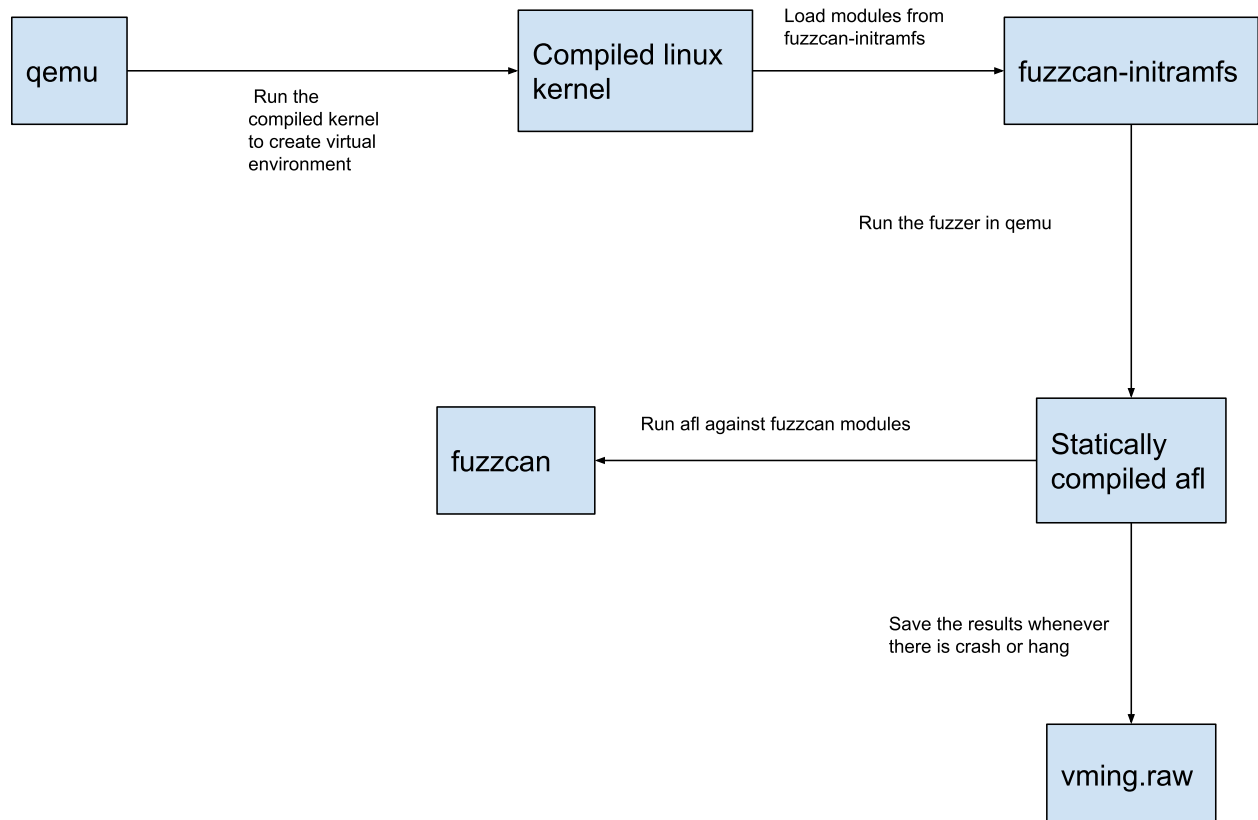 qemu
Run the
compiled kernel
to create virtual
environment
Compiled linux
kernel
Load modules from
fuzzcan-initramfs
fuzzcan-initramfs
Run the fuzzer in qemu
Statically
compiled afl
Run afl against fuzzcan modules
fuzzcan
Save the results whenever
there is crash or hang
vming.raw